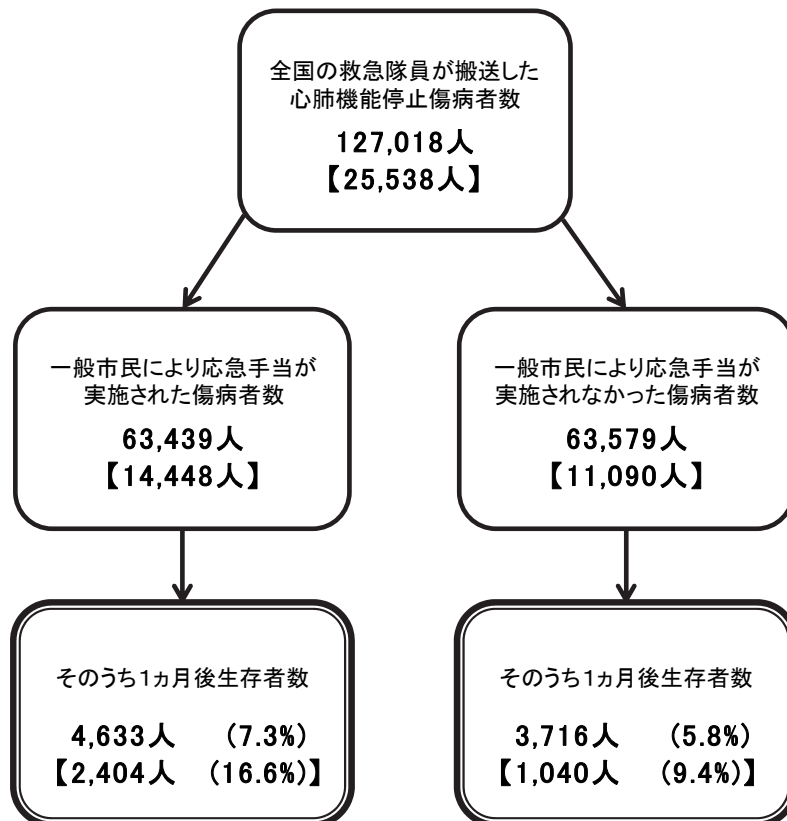 全国の救急隊員が搬送した
心肺機能停止傷病者数
127,018人
【25,538人】
一般市民により応急手当が
実施された傷病者数
63,439人
【14,448人】
一般市民により応急手当が
実施されなかった傷病者数
63,579人
【11,090人】
そのうち1ヵ月後生存者数
4,633人 (7.3%)
【2,404人 (16.6%)】
そのうち1ヵ月後生存者数
3,716人 (5.8%)
【1,040人 (9.4%)】